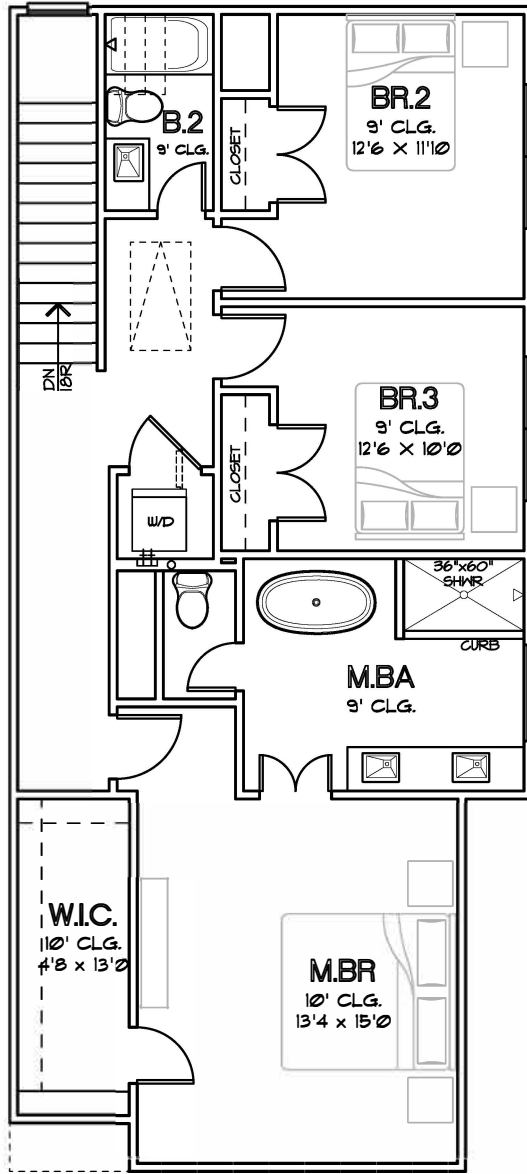 B.2
9' CLG.
CLOSET
BR.2
9' CLG.
12'6 X 11'10
DN
18R
BR.3
9' CLG.
12'6 X 10'0
CLOSET
W/D
36"x60"
SHWR
CURB
M.BA
9' CLG.
W.I.C.
10' CLG.
4'8 x 13'0
M.BR
10' CLG.
13'4 x 15'0